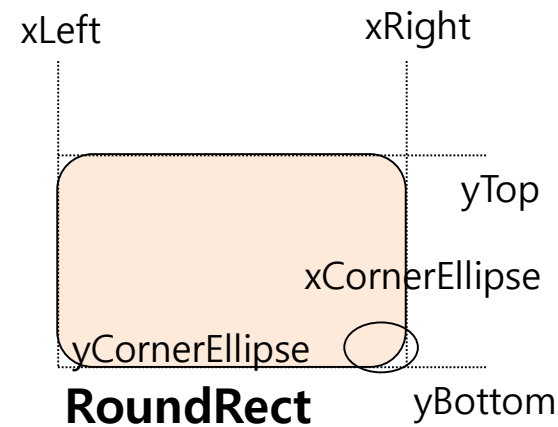 xLeft
xRight
yTop
xCornerEllipse
yCornerEllipse
RoundRect
yBottom